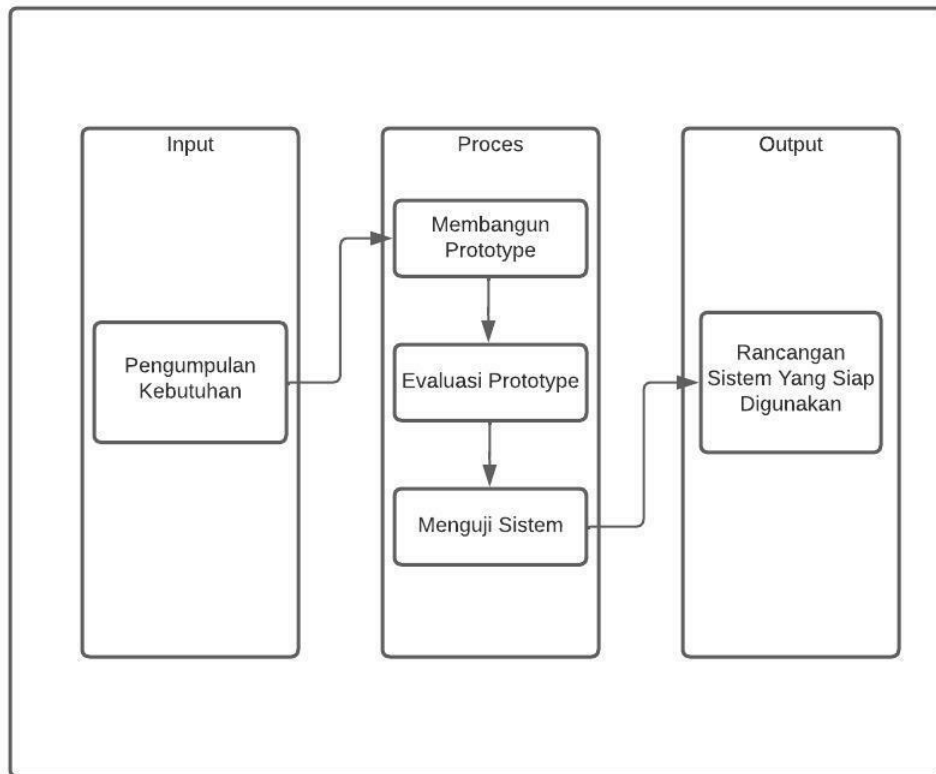 Input
Pengumpulan
Kebutuhan
Proces
Membangun
Prototype
Evaluasi Prototype
Menguji Sistem
Output
Rancangan
Sistem Yang Siap
Digunakan